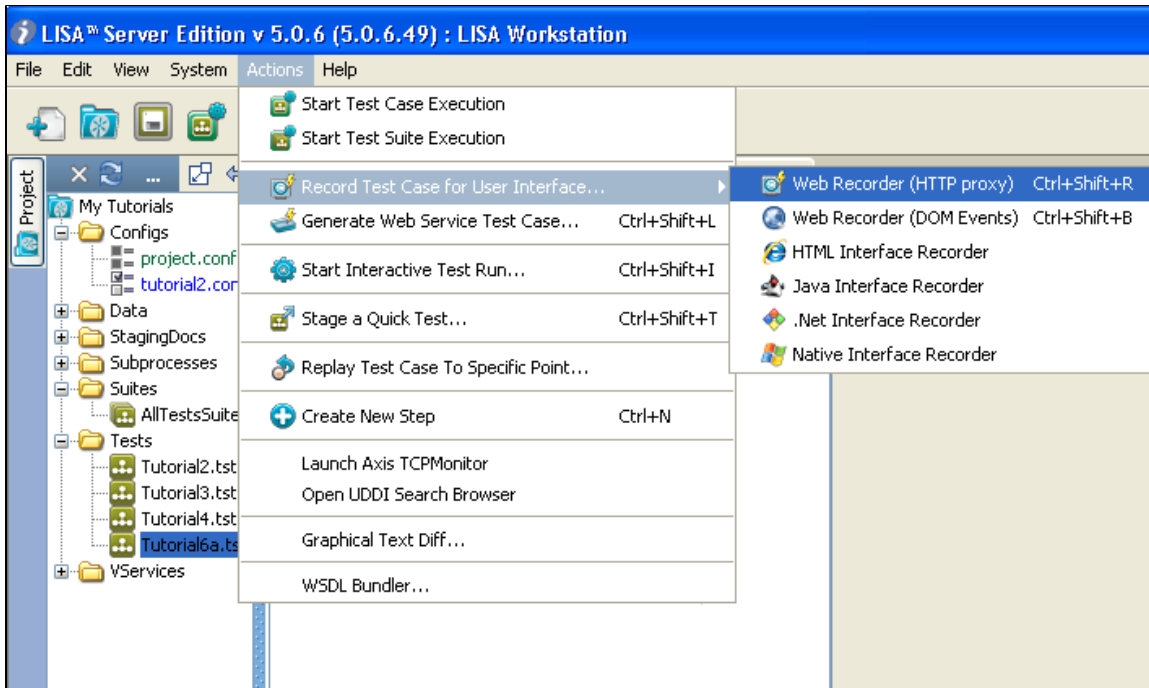 LISA™ Server Edition v 5.0.6 (5.0.6.49) : LISA Workstation
File Edit View System Actions Help
Project
...
My Tutorials
Configs
project.conf
tutorial2.con
Data
StagingDocs
Subprocesses
Suites
AllTestsSuite
Tests
Tutorial2.tst
Tutorial3.tst
Tutorial4.tst
Tutorial6a.ts
VServices
Start Test Case Execution
Start Test Suite Execution
Record Test Case for User Interface...
Generate Web Service Test Case... Ctrl+Shift+L
Start Interactive Test Run... Ctrl+Shift+I
Stage a Quick Test... Ctrl+Shift+T
Replay Test Case To Specific Point...
Create New Step Ctrl+N
Launch Axis TCPMonitor
Open UDDI Search Browser
Graphical Text Diff...
WSDL Bundler...
Web Recorder (HTTP proxy) Ctrl+Shift+R
Web Recorder (DOM Events) Ctrl+Shift+B
HTML Interface Recorder
Java Interface Recorder
.Net Interface Recorder
Native Interface Recorder